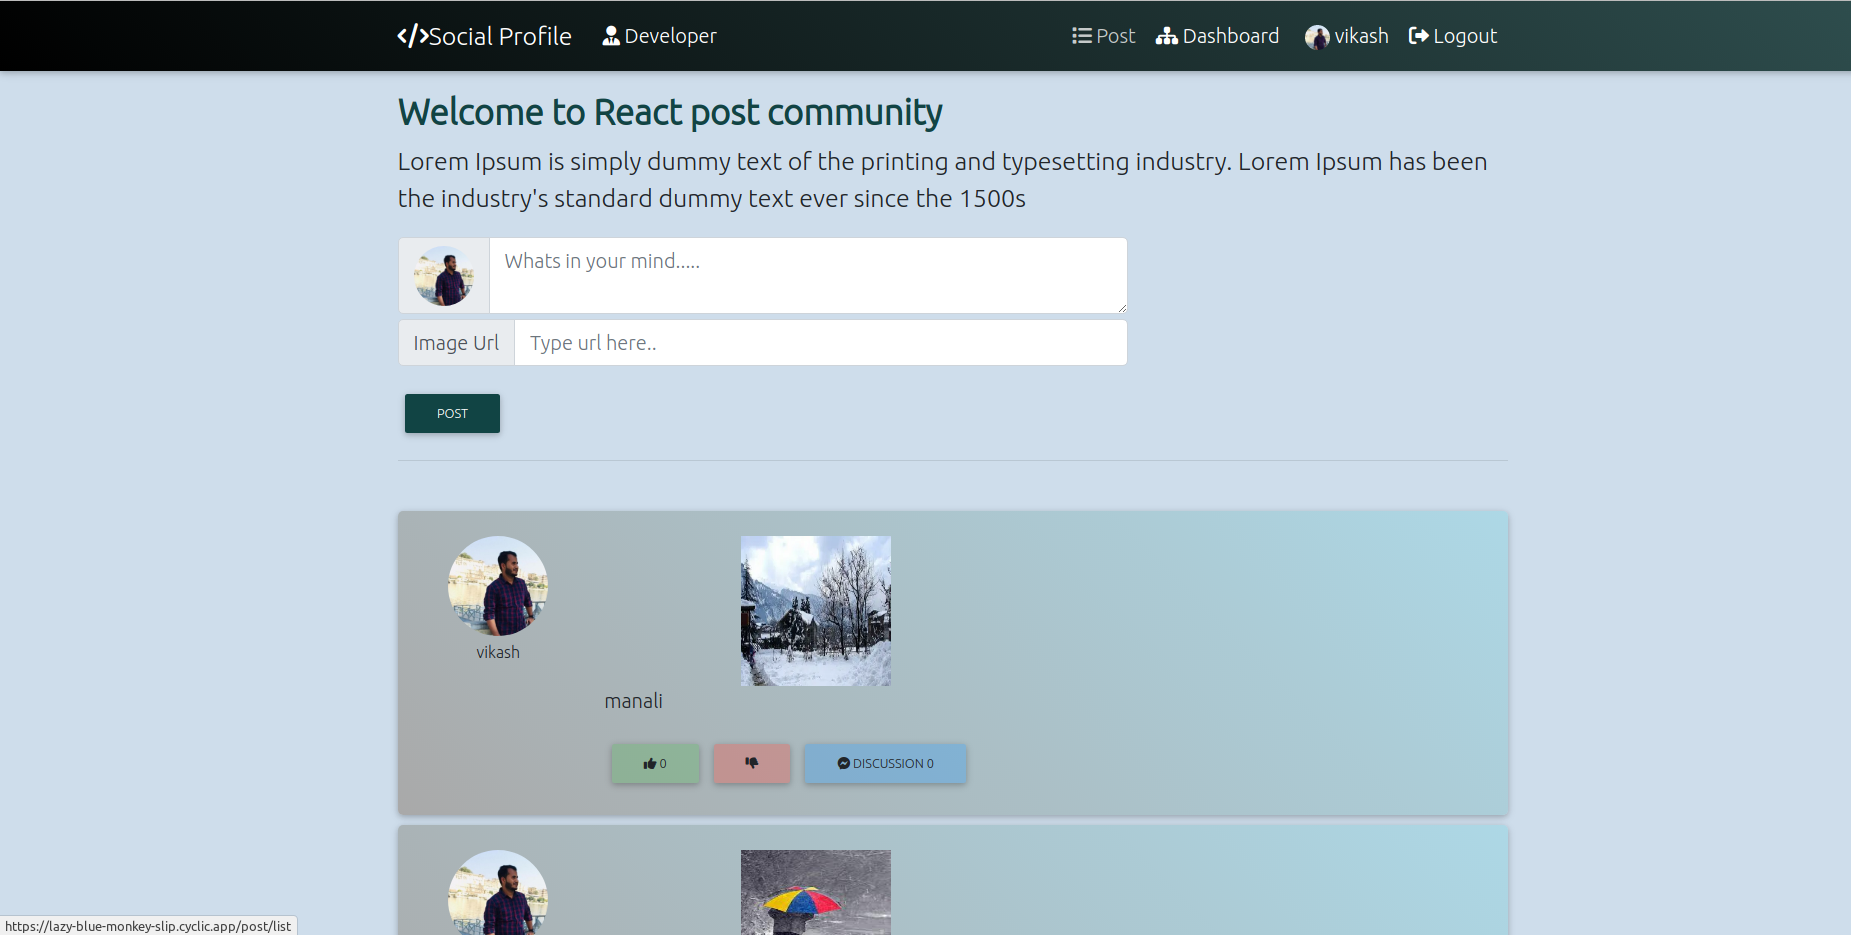 </>Social Profile Developer Post Dashboard vikash Logout
Welcome to React post community
Lorem Ipsum is simply dummy text of the printing and typesetting industry. Lorem Ipsum has been
the industry's standard dummy text ever since the 1500s
Whats in your mind.....
Image Url Type url here..
POST
vikash
manali
0 DISCUSSION 0
https://lazy-blue-monkey-slip.cyclic.app/post/list